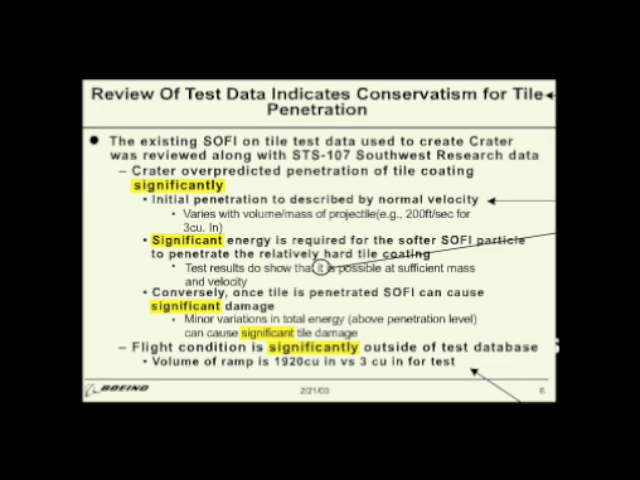 Review Of Test Data Indicates Conservatism for Tile
Penetration
• The existing SOFI on tile test data used to create Crater
was reviewed along with STS-107 Southwest Research data
– Crater overpredicted penetration of tile coating
significantly
• Initial penetration to described by normal velocity
• Varies with volume/mass of projectile(e.g., 200ft/sec for
3cu. In)
• Significant energy is required for the softer SOFI particle
to penetrate the relatively hard tile coating
• Test results do show that it is possible at sufficient mass
and velocity
• Conversely, once tile is penetrated SOFI can cause
significant damage
• Minor variations in total energy (above penetration level)
can cause significant tile damage
– Flight condition is significantly outside of test database
• Volume of ramp is 1920cu in vs 3 cu in for test
BOEING 2/21/03 6